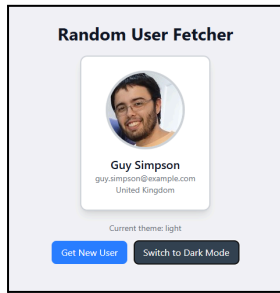 Random User Fetcher
Guy Simpson
guy.simpson@example.com
United Kingdom
Current theme: light
Get New User
Switch to Dark Mode